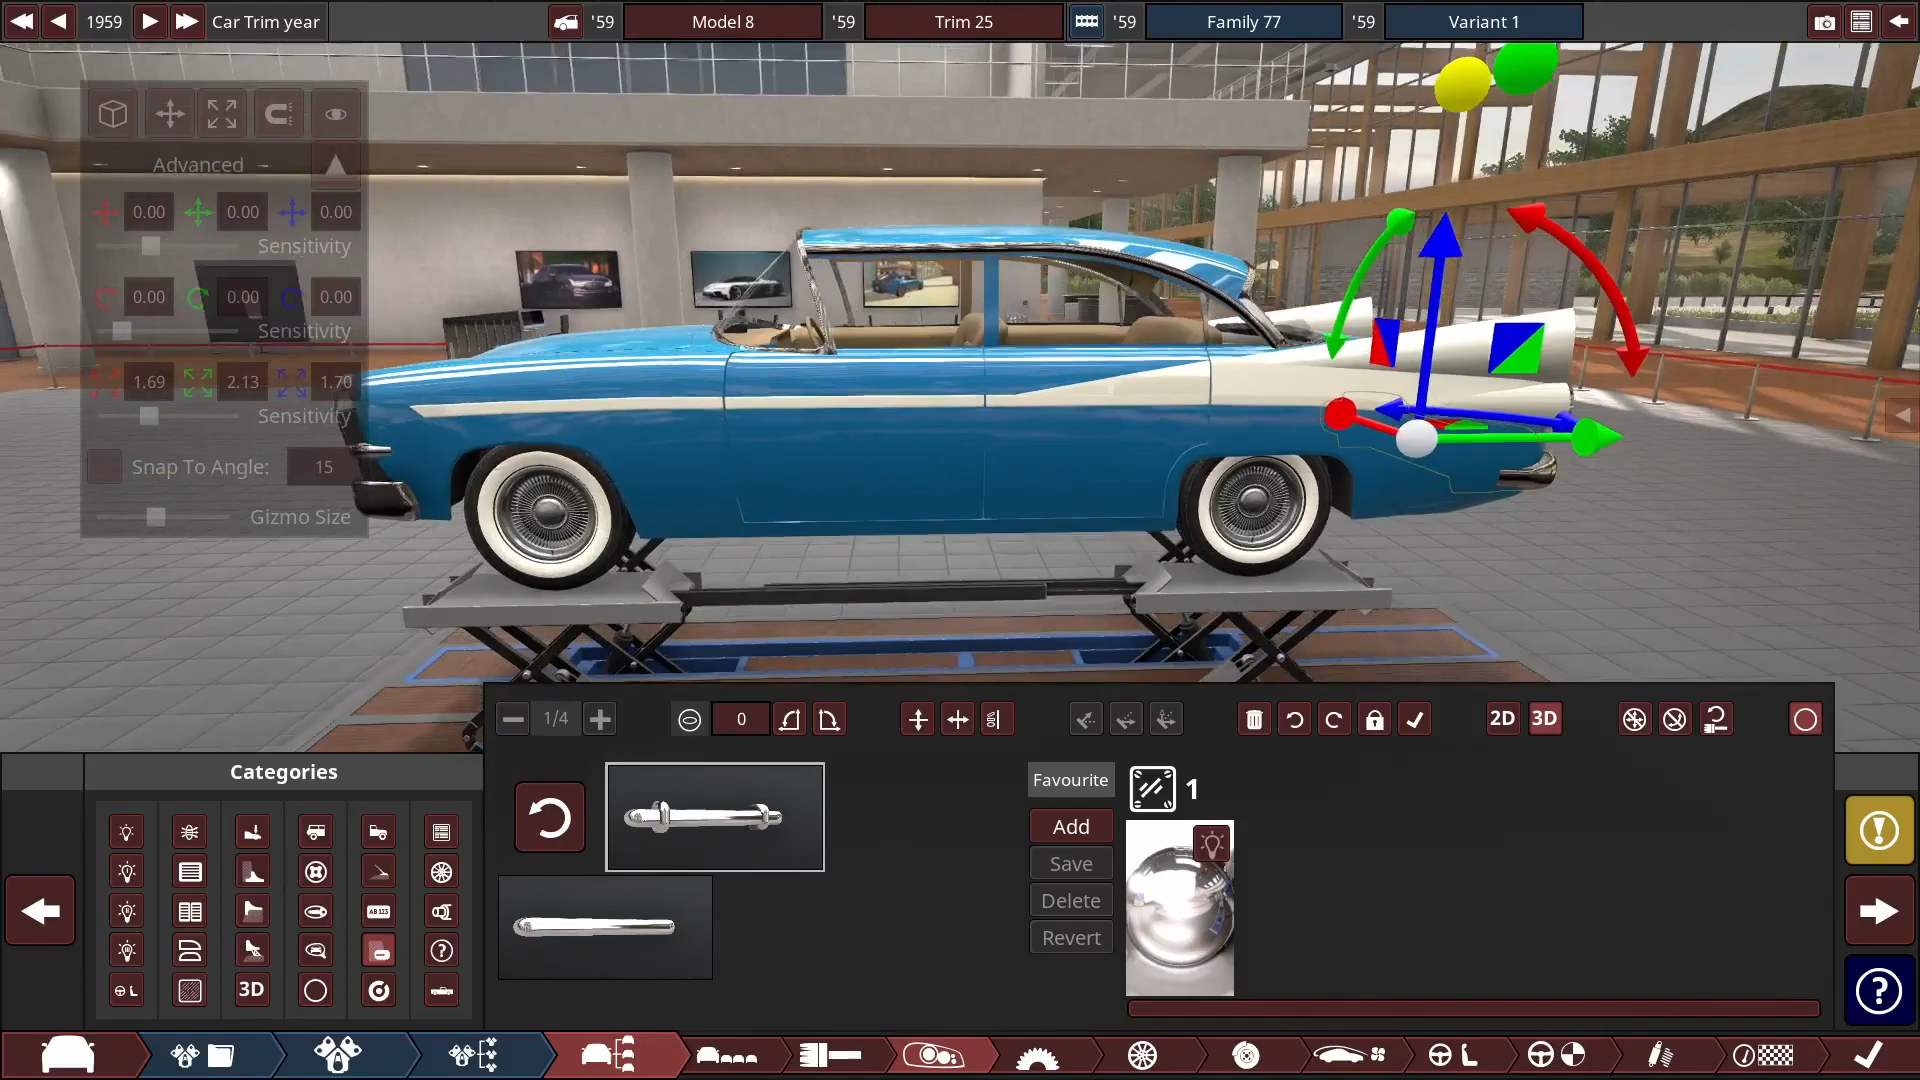 1959 Car Trim year '59 Model 8 '59 Trim 25 '59 Family 77 '59 Variant 1
Advanced
0.00 0.00 0.00
Sensitivity
0.00 0.00 0.00
Sensitivity
1.69 2.13 1.70
Sensitivity
Snap To Angle: 15
Gizmo Size
1/4 0 2D 3D
Categories
Favourite 1
Add
Save
Delete
Revert
AB 123
3D
L
?
?